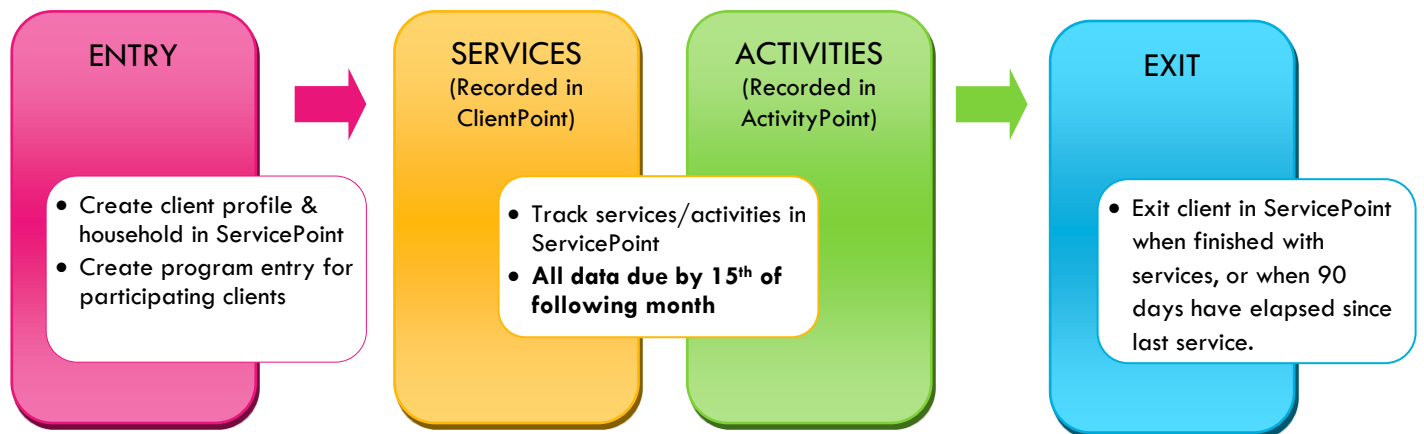 ENTRY
• Create client profile &
household in ServicePoint
• Create program entry for
participating clients
SERVICES
(Recorded in
ClientPoint)
ACTIVITIES
(Recorded in
ActivityPoint)
• Track services/activities in
ServicePoint
• All data due by 15th of
following month
EXIT
• Exit client in ServicePoint
when finished with
services, or when 90
days have elapsed since
last service.